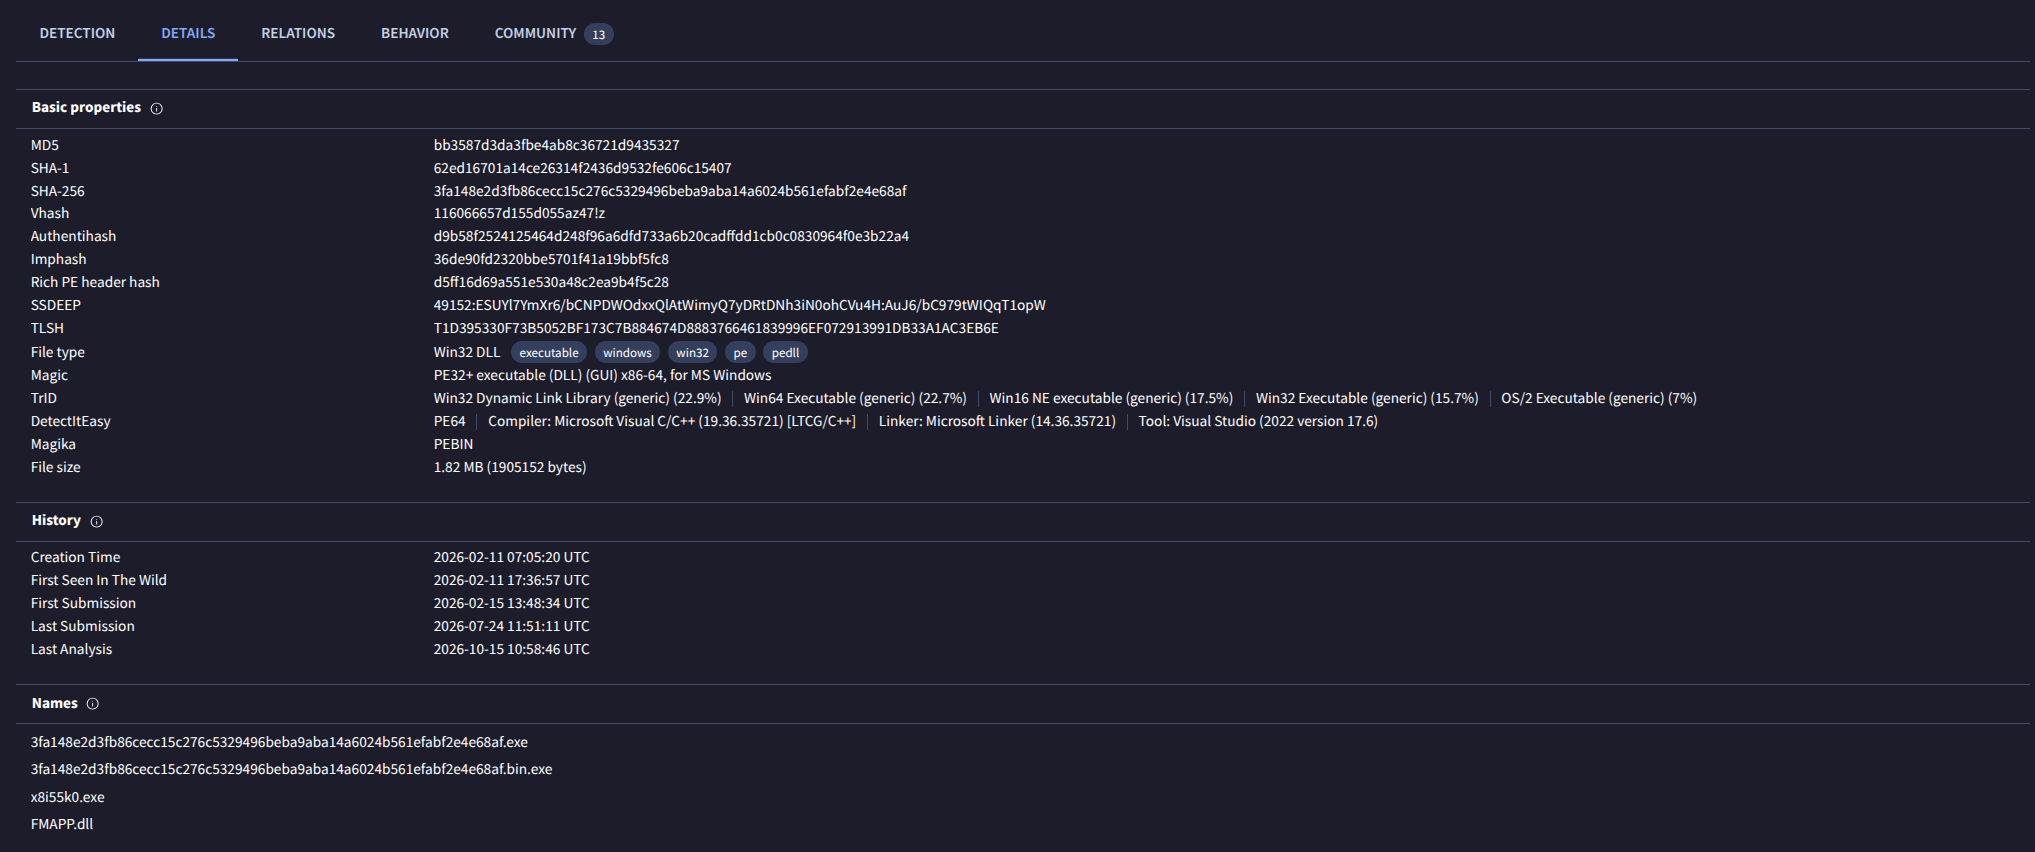 DETECTION DETAILS RELATIONS BEHAVIOR COMMUNITY 13
Basic properties
MD5 bb3587d3da3fbe4ab8c36721d9435327
SHA-1 62ed16701a14ce26314f2436d9532fe606c15407
SHA-256 3fa148e2d3fb86cecc15c276c5329496beba9aba14a6024b561efabf2e4e68af
Vhash 116066657d155d055az47!z
Authentihash d9b58f2524125464d248f96a6dfd733a6b20cadffdd1cb0c0830964f0e3b22a4
Imphash 36de90fd2320bbe5701f41a19bbf5fc8
Rich PE header hash d5ff16d69a551e530a48c2ea9b4f5c28
SSDEEP 49152:ESUYl7YmXr6/bCNPDWOdxxQlAtWimyQ7yDRtDNh3iN0ohCVu4H:AuJ6/bC979tWIQqT1opW
TLSH T1D395330F73B5052BF173C7B884674D8883766461839996EF072913991DB33A1AC3EB6E
File type Win32 DLL executable windows win32 pe pedll
Magic PE32+ executable (DLL) (GUI) x86-64, for MS Windows
TrID Win32 Dynamic Link Library (generic) (22.9%) Win64 Executable (generic) (22.7%) Win16 NE executable (generic) (17.5%) Win32 Executable (generic) (15.7%) OS/2 Executable (generic) (7%)
DetectItEasy PE64 Compiler: Microsoft Visual C/C++ (19.36.35721) [LTCG/C++] Linker: Microsoft Linker (14.36.35721) Tool: Visual Studio (2022 version 17.6)
Magika PEBIN
File size 1.82 MB (1905152 bytes)
History
Creation Time 2026-02-11 07:05:20 UTC
First Seen In The Wild 2026-02-11 17:36:57 UTC
First Submission 2026-02-15 13:48:34 UTC
Last Submission 2026-07-24 11:51:11 UTC
Last Analysis 2026-10-15 10:58:46 UTC
Names
3fa148e2d3fb86cecc15c276c5329496beba9aba14a6024b561efabf2e4e68af.exe
3fa148e2d3fb86cecc15c276c5329496beba9aba14a6024b561efabf2e4e68af.bin.exe
x8i55k0.exe
FMAPP.dll